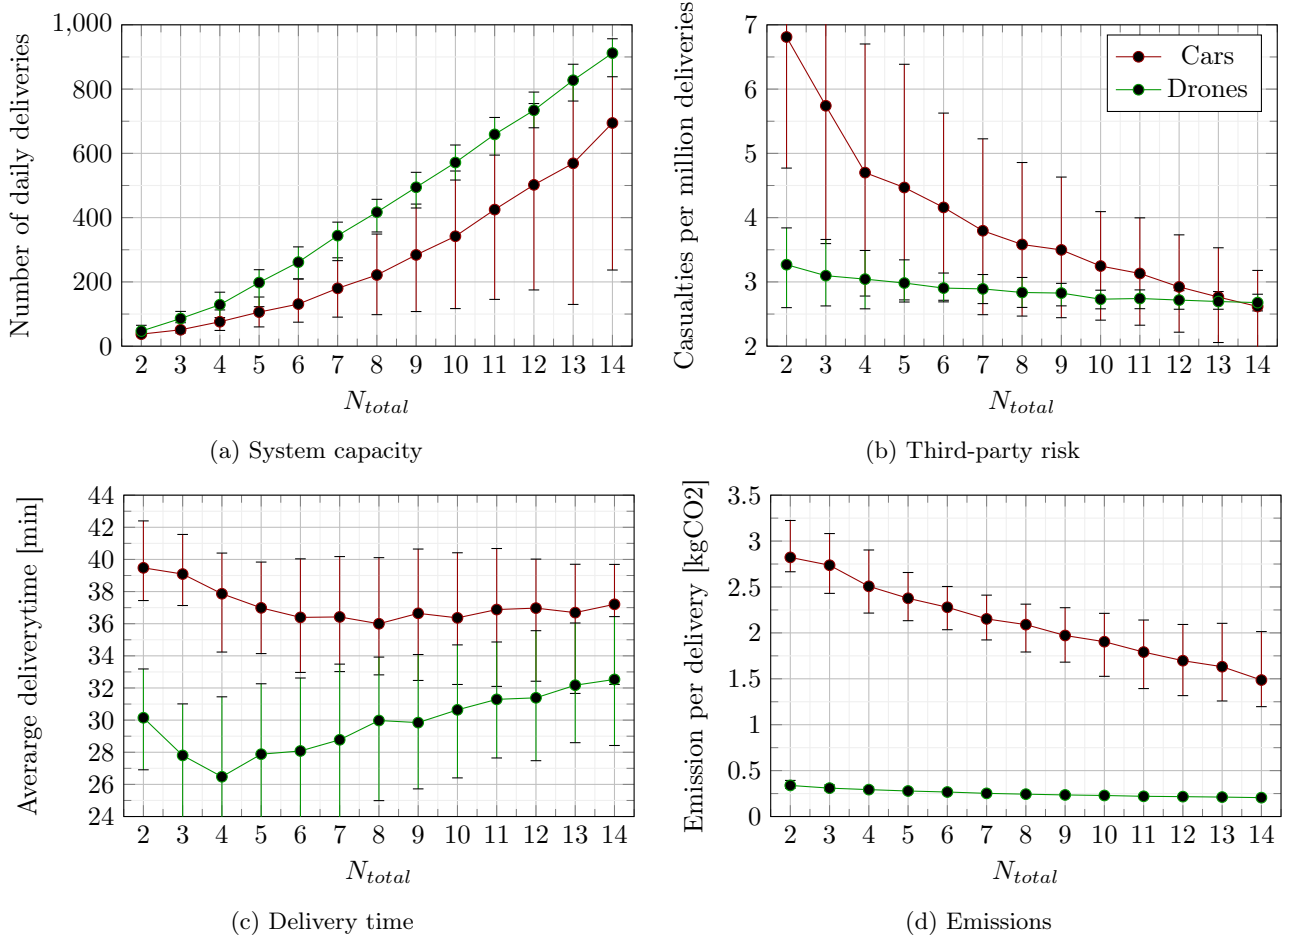 Number of daily deliveries
1,000
800
600
400
200
0
2 3 4 5 6 7 8 9 10 11 12 13 14
N_total
(a) System capacity
Casualties per million deliveries
7
6
5
4
3
2
Cars
Drones
2 3 4 5 6 7 8 9 10 11 12 13 14
N_total
(b) Third-party risk
Averarge deliverytime [min]
44
42
40
38
36
34
32
30
28
26
24
2 3 4 5 6 7 8 9 10 11 12 13 14
N_total
(c) Delivery time
Emission per delivery [kgCO2]
3.5
3
2.5
2
1.5
1
0.5
0
2 3 4 5 6 7 8 9 10 11 12 13 14
N_total
(d) Emissions